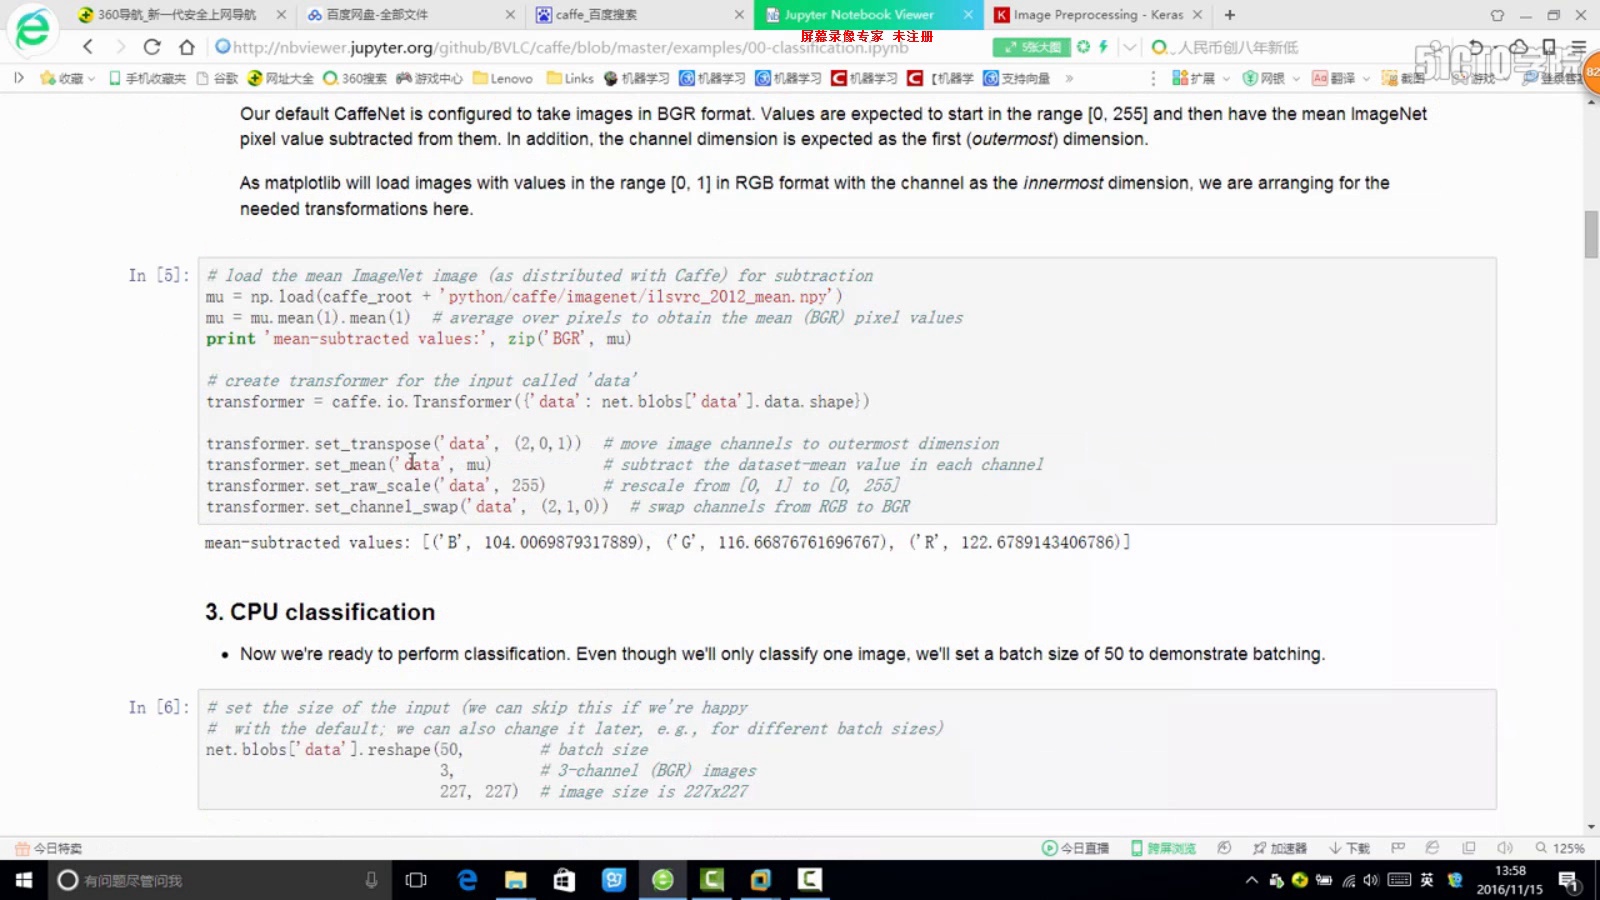 360导航_新一代安全上网导航
百度网盘-全部文件
caffe_百度搜索
Jupyter Notebook Viewer
Image Preprocessing - Keras
屏幕录像专家 未注册
http://nbviewer.jupyter.org/github/BVLC/caffe/blob/master/examples/00-classification.ipynb
5张大图
人民币创八年新低
51CTO学院
82
收藏 手机收藏夹 谷歌 网址大全 360搜索 游戏中心 Lenovo Links 机器学习 机器学习 机器学习 机器学习 【机器学 支持向量 » 扩展 网银 翻译 截图 游戏
Our default CaffeNet is configured to take images in BGR format. Values are expected to start in the range [0, 255] and then have the mean ImageNet
pixel value subtracted from them. In addition, the channel dimension is expected as the first (outermost) dimension.
As matplotlib will load images with values in the range [0, 1] in RGB format with the channel as the innermost dimension, we are arranging for the
needed transformations here.
In [5]:
# load the mean ImageNet image (as distributed with Caffe) for subtraction
mu = np.load(caffe_root + 'python/caffe/imagenet/ilsvrc_2012_mean.npy')
mu = mu.mean(1).mean(1)  # average over pixels to obtain the mean (BGR) pixel values
print 'mean-subtracted values:', zip('BGR', mu)
# create transformer for the input called 'data'
transformer = caffe.io.Transformer({'data': net.blobs['data'].data.shape})
transformer.set_transpose('data', (2,0,1))  # move image channels to outermost dimension
transformer.set_mean('data', mu)            # subtract the dataset-mean value in each channel
transformer.set_raw_scale('data', 255)      # rescale from [0, 1] to [0, 255]
transformer.set_channel_swap('data', (2,1,0))  # swap channels from RGB to BGR
mean-subtracted values: [('B', 104.0069879317889), ('G', 116.66876761696767), ('R', 122.6789143406786)]
3. CPU classification
• Now we're ready to perform classification. Even though we'll only classify one image, we'll set a batch size of 50 to demonstrate batching.
In [6]:
# set the size of the input (we can skip this if we're happy
#  with the default; we can also change it later, e.g., for different batch sizes)
net.blobs['data'].reshape(50,        # batch size
3,         # 3-channel (BGR) images
227, 227)  # image size is 227x227
今日特卖
今日直播 跨屏浏览 加速器 下载 125%
有问题尽管问我
英
13:58
2016/11/15
1